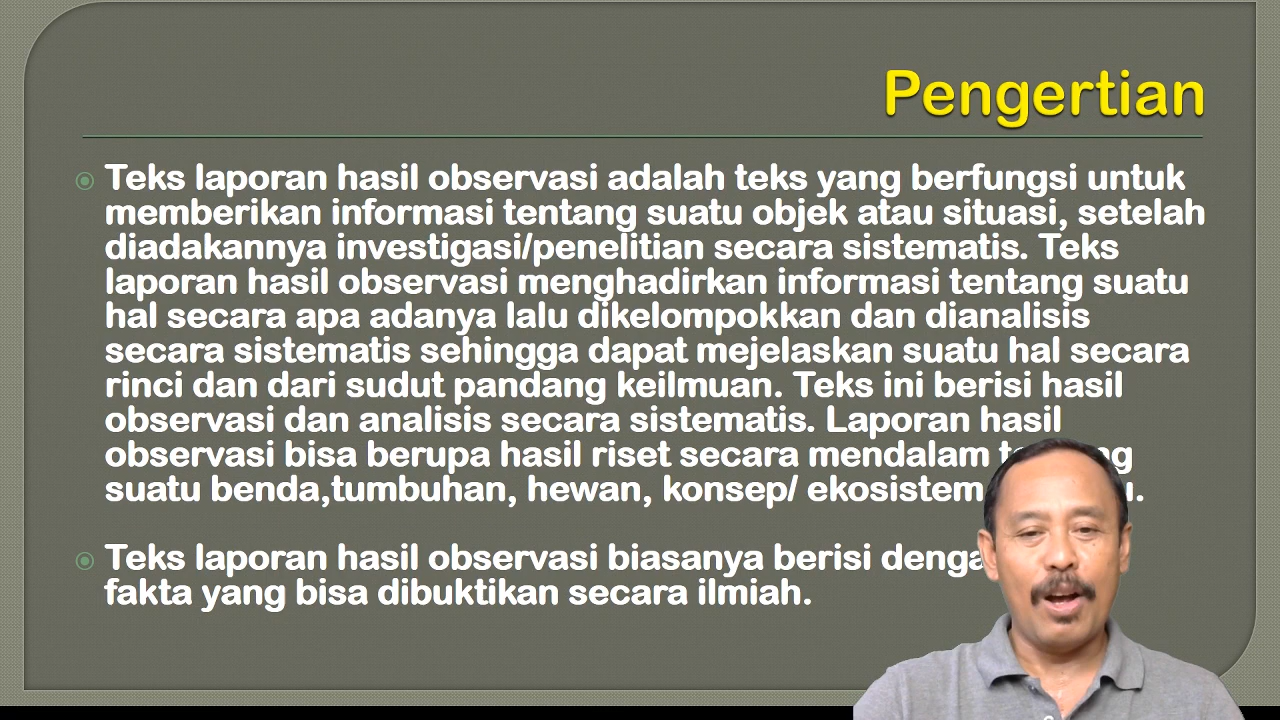 Pengertian
Teks laporan hasil observasi adalah teks yang berfungsi untuk
memberikan informasi tentang suatu objek atau situasi, setelah
diadakannya investigasi/penelitian secara sistematis. Teks
laporan hasil observasi menghadirkan informasi tentang suatu
hal secara apa adanya lalu dikelompokkan dan dianalisis
secara sistematis sehingga dapat mejelaskan suatu hal secara
rinci dan dari sudut pandang keilmuan. Teks ini berisi hasil
observasi dan analisis secara sistematis. Laporan hasil
observasi bisa berupa hasil riset secara mendalam
suatu benda,tumbuhan, hewan, konsep/ ekosistem
Teks laporan hasil observasi biasanya berisi
fakta yang bisa dibuktikan secara ilmiah.